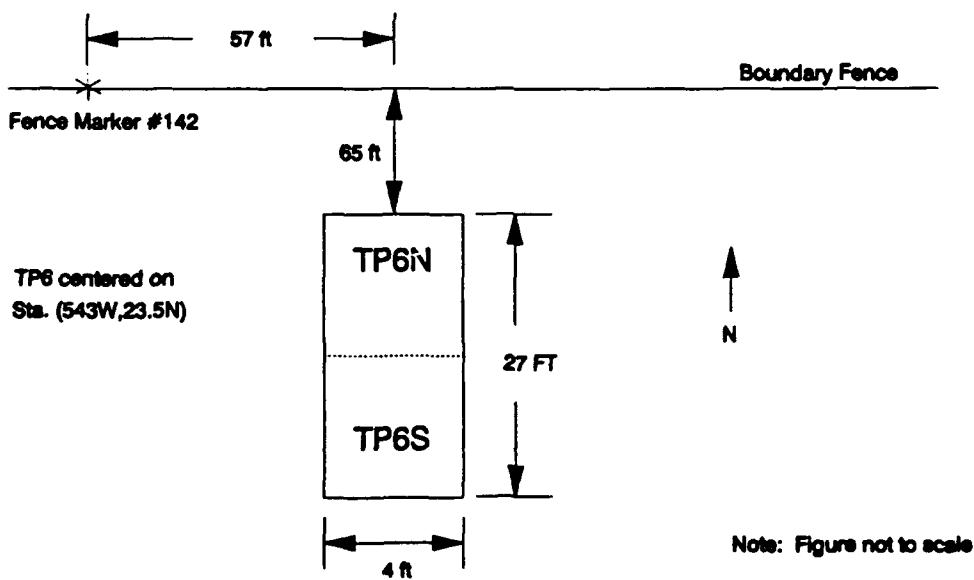 57 ft
Boundary Fence
Fence Marker #142
65 ft
TP6N
TP6 centered on
Sta. (543W,23.5N)
N
27 FT
TP6S
Note: Figure not to scale
4 ft